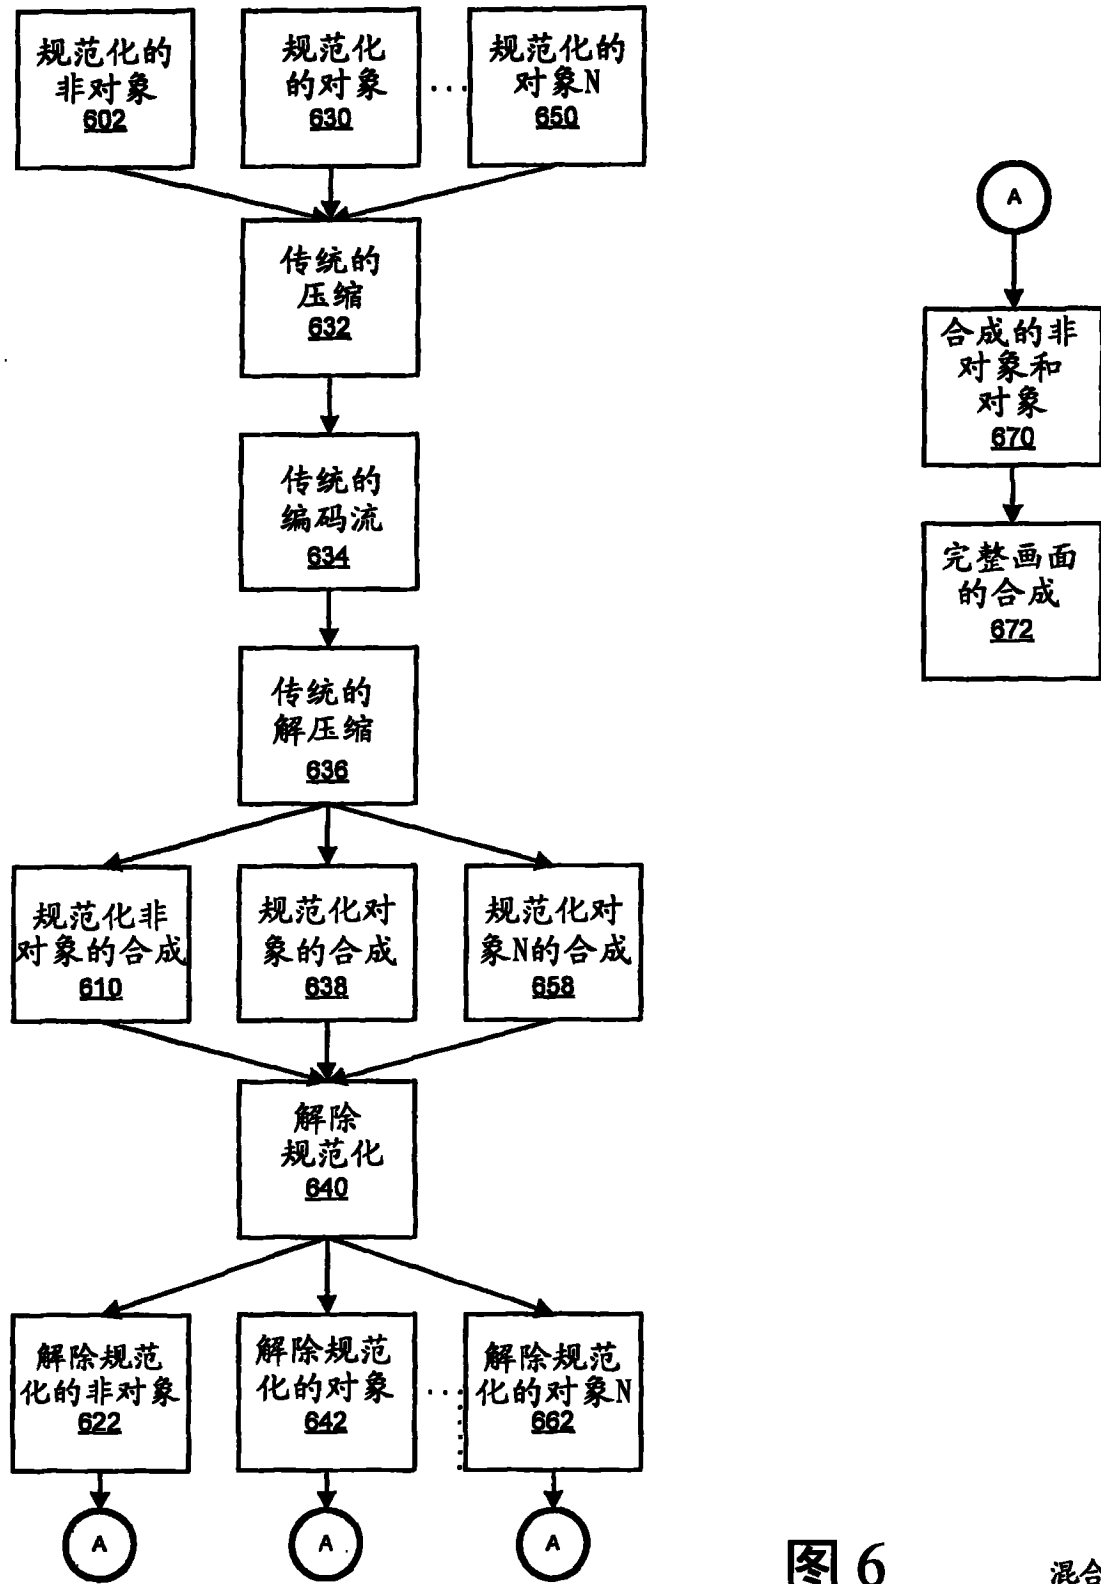 规范化的
非对象
602
规范化
的对象
630
...
规范化的
对象N
650
传统的
压缩
632
传统的
编码流
634
传统的
解压缩
636
规范化非
对象的合成
610
规范化对
象的合成
638
规范化对
象N的合成
658
解除
规范化
640
解除规范
化的非对象
622
解除规范
化的对象
642
...
解除规范
化的对象N
662
A
A
A
A
合成的非
对象和
对象
670
完整画面
的合成
672
图 6
混合